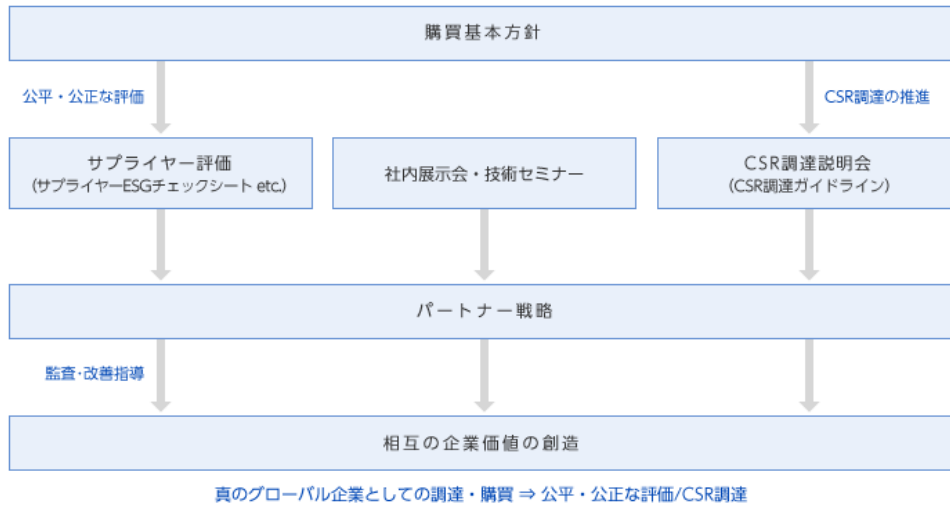 購買基本方針
公平・公正な評価
CSR調達の推進
サプライヤー評価
(サプライヤーESGチェックシート etc.)
社内展示会・技術セミナー
CSR調達説明会
(CSR調達ガイドライン)
パートナー戦略
監査・改善指導
相互の企業価値の創造
真のグローバル企業としての調達・購買 ⇒ 公平・公正な評価/CSR調達